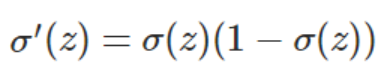 σ′(z) = σ(z)(1 − σ(z))